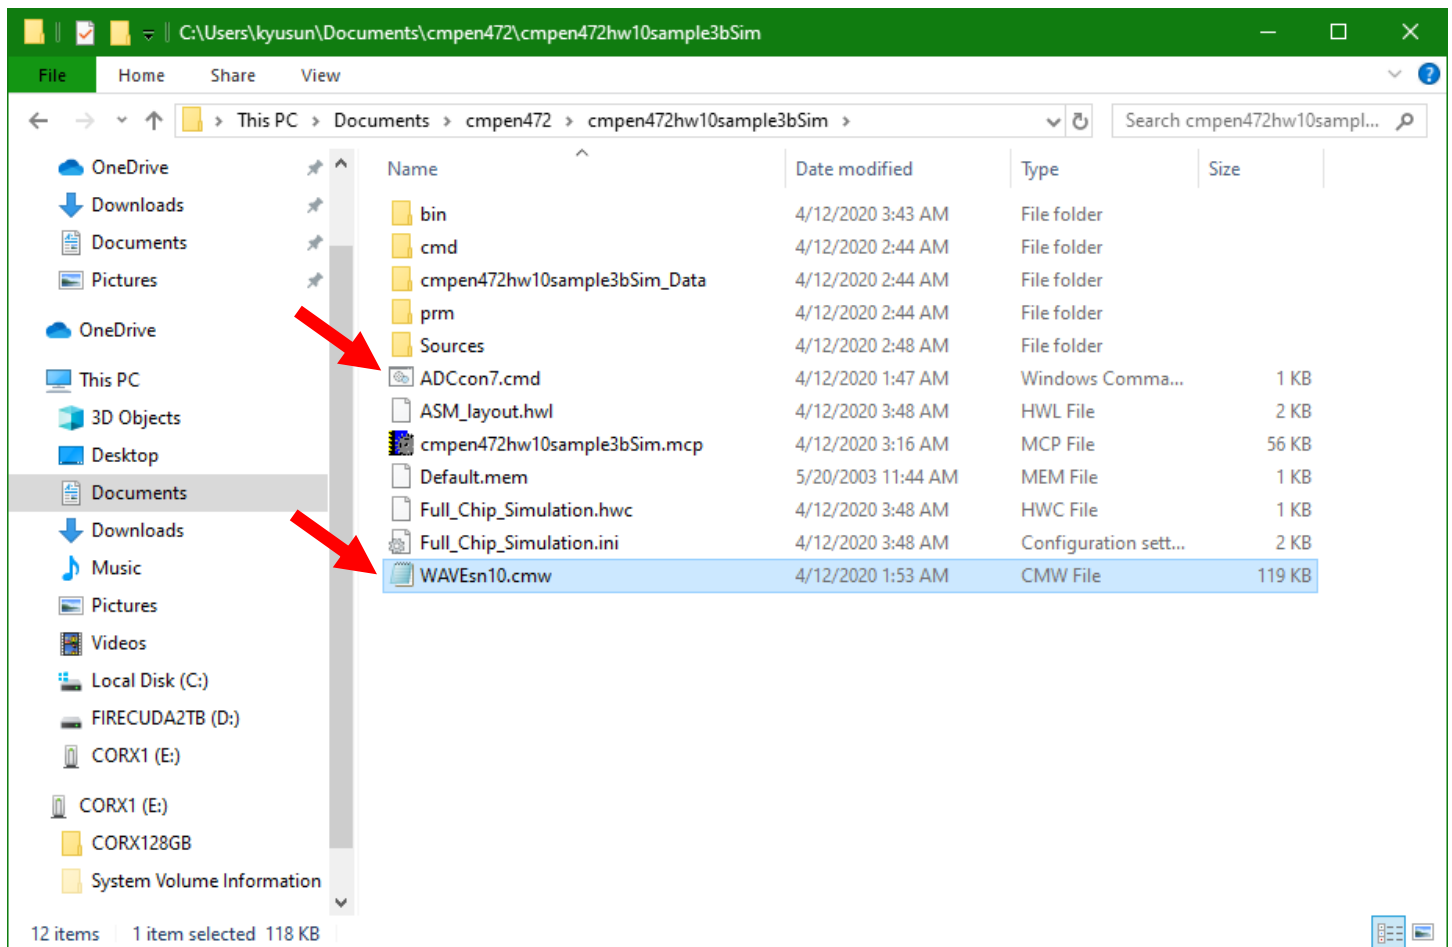 C:\Users\kyusun\Documents\cmpen472\cmpen472hw10sample3bSim
File Home Share View
This PC > Documents > cmpen472 > cmpen472hw10sample3bSim > Search cmpen472hw10sampl...
OneDrive
Downloads
Documents
Pictures
OneDrive
This PC
3D Objects
Desktop
Documents
Downloads
Music
Pictures
Videos
Local Disk (C:)
FIRECUDA2TB (D:)
CORX1 (E:)
CORX1 (E:)
CORX128GB
System Volume Information
Name Date modified Type Size
bin 4/12/2020 3:43 AM File folder
cmd 4/12/2020 2:44 AM File folder
cmpen472hw10sample3bSim_Data 4/12/2020 2:44 AM File folder
prm 4/12/2020 2:44 AM File folder
Sources 4/12/2020 2:48 AM File folder
ADCcon7.cmd 4/12/2020 1:47 AM Windows Comma... 1 KB
ASM_layout.hwl 4/12/2020 3:48 AM HWL File 2 KB
cmpen472hw10sample3bSim.mcp 4/12/2020 3:16 AM MCP File 56 KB
Default.mem 5/20/2003 11:44 AM MEM File 1 KB
Full_Chip_Simulation.hwc 4/12/2020 3:48 AM HWC File 1 KB
Full_Chip_Simulation.ini 4/12/2020 3:48 AM Configuration sett... 2 KB
WAVEsn10.cmw 4/12/2020 1:53 AM CMW File 119 KB
12 items 1 item selected 118 KB